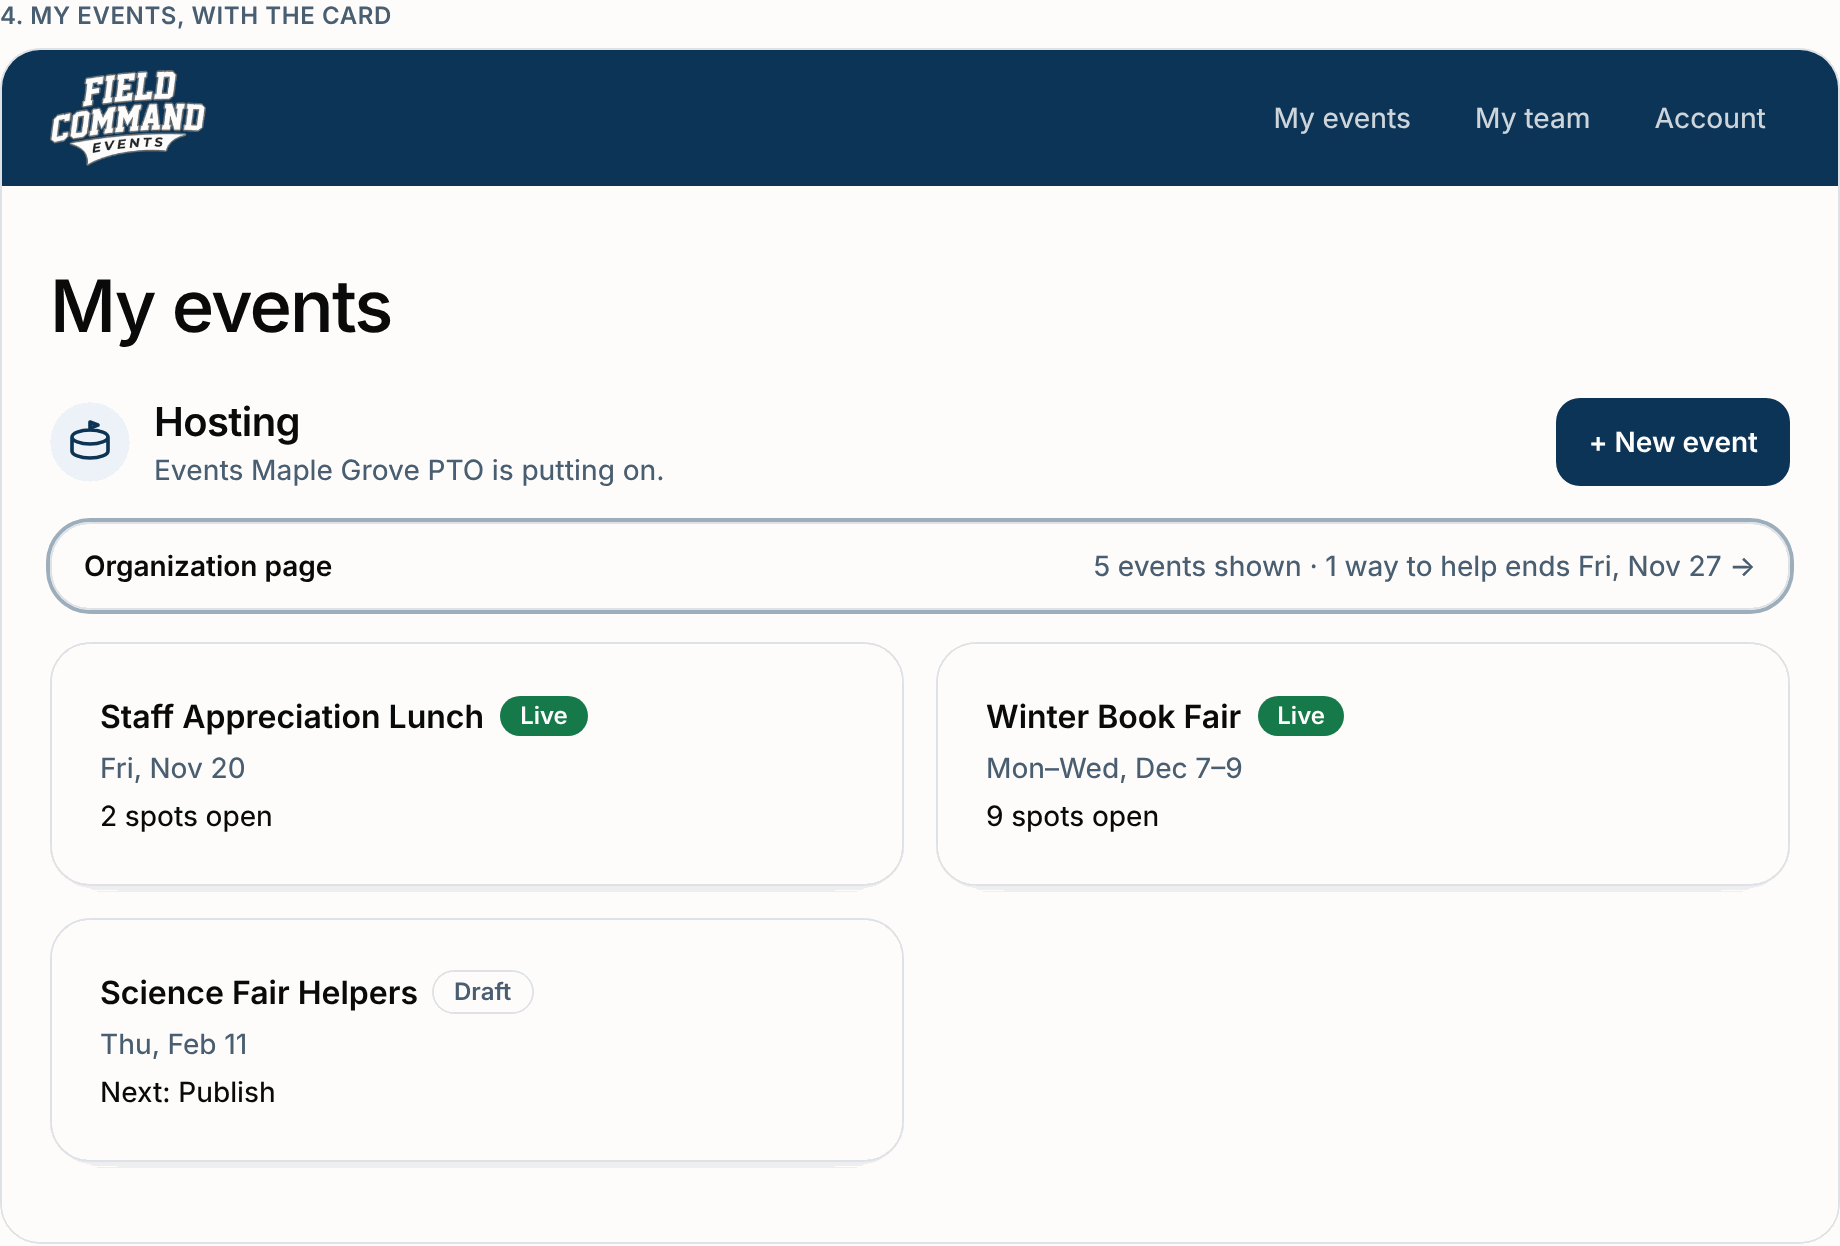 4. MY EVENTS, WITH THE CARD
FIELD
COMMAND
EVENTS
My events
My team
Account
My events
Hosting
Events Maple Grove PTO is putting on.
+ New event
Organization page
5 events shown · 1 way to help ends Fri, Nov 27 →
Staff Appreciation Lunch
Live
Fri, Nov 20
2 spots open
Winter Book Fair
Live
Mon–Wed, Dec 7–9
9 spots open
Science Fair Helpers
Draft
Thu, Feb 11
Next: Publish